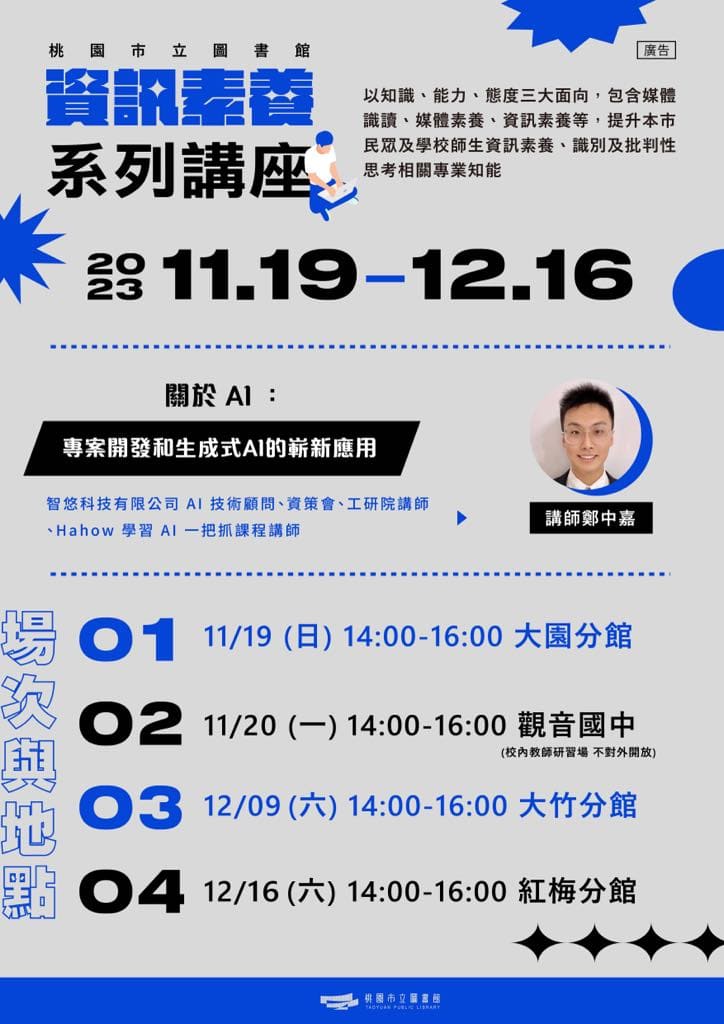 桃園市立圖書館
廣告
資訊素養
系列講座
以知識、能力、態度三大面向，包含媒體
識讀、媒體素養、資訊素養等，提升本市
民眾及學校師生資訊素養、識別及批判性
思考相關專業知能
2023 11.19-12.16
關於 AI ：
專案開發和生成式AI的嶄新應用
智悠科技有限公司 AI 技術顧問、資策會、工研院講師
、Hahow 學習 AI 一把抓課程講師
講師鄭中嘉
場次與地點
01 11/19 (日) 14:00-16:00 大園分館
02 11/20 (一) 14:00-16:00 觀音國中
(校內教師研習場 不對外開放)
03 12/09 (六) 14:00-16:00 大竹分館
04 12/16 (六) 14:00-16:00 紅梅分館
桃園市立圖書館
TAOYUAN PUBLIC LIBRARY